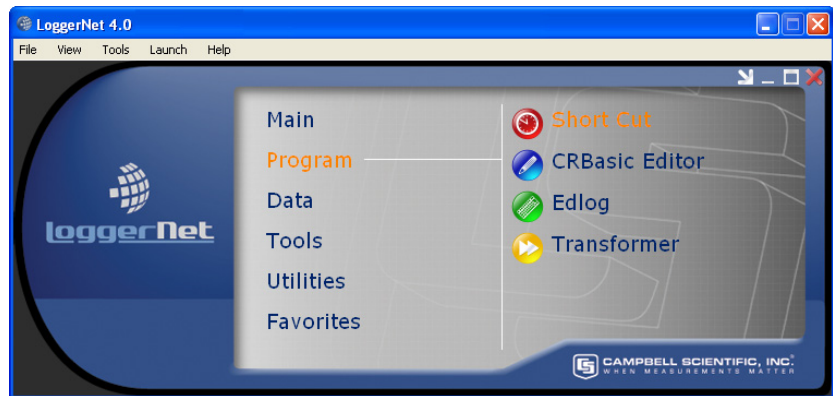 LoggerNet 4.0
File View Tools Launch Help
Main
Program
Data
Tools
Utilities
Favorites
Short Cut
CRBasic Editor
Edlog
Transformer
LoggerNet
CAMPBELL SCIENTIFIC, INC.
WHEN MEASUREMENTS MATTER